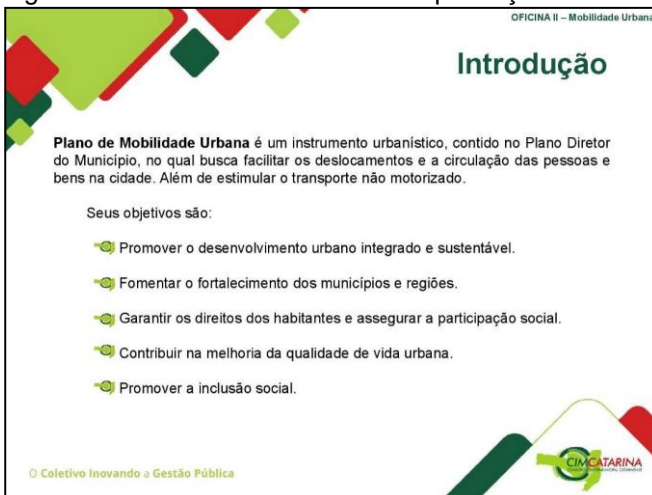 OFICINA II – Mobilidade Urbana
Introdução
Plano de Mobilidade Urbana é um instrumento urbanístico, contido no Plano Diretor
do Município, no qual busca facilitar os deslocamentos e a circulação das pessoas e
bens na cidade. Além de estimular o transporte não motorizado.
Seus objetivos são:
Promover o desenvolvimento urbano integrado e sustentável.
Fomentar o fortalecimento dos municípios e regiões.
Garantir os direitos dos habitantes e assegurar a participação social.
Contribuir na melhoria da qualidade de vida urbana.
Promover a inclusão social.
O Coletivo Inovando a Gestão Pública
CIMCATARINA